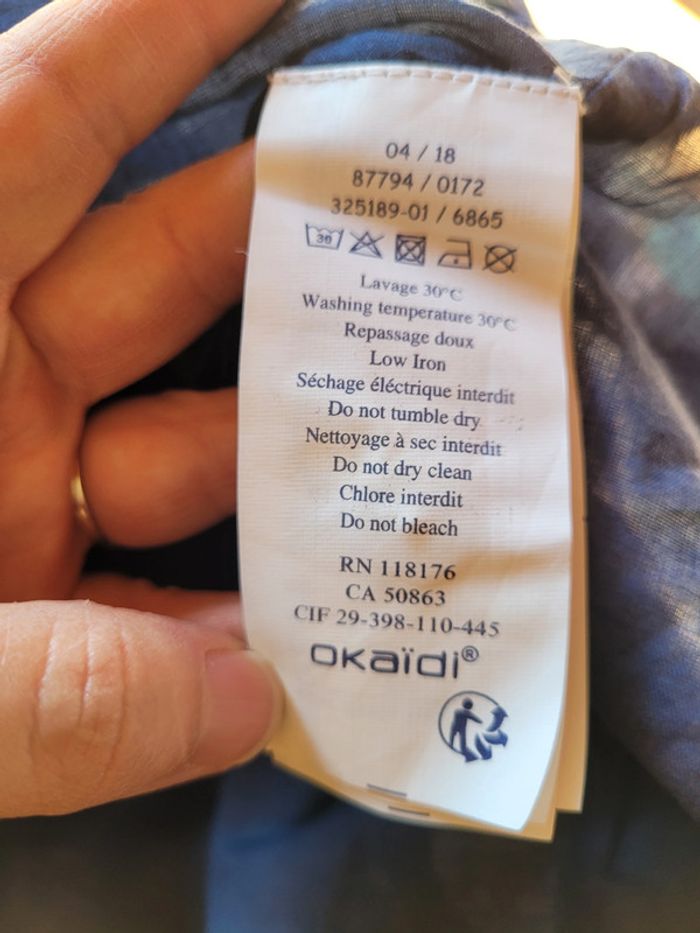 04 / 18
87794 / 0172
325189-01 / 6865
30
Lavage 30°C
Washing temperature 30°C
Repassage doux
Low Iron
Séchage éléctrique interdit
Do not tumble dry
Nettoyage à sec interdit
Do not dry clean
Chlore interdit
Do not bleach
RN 118176
CA 50863
CIF 29-398-110-445
okaïdi®